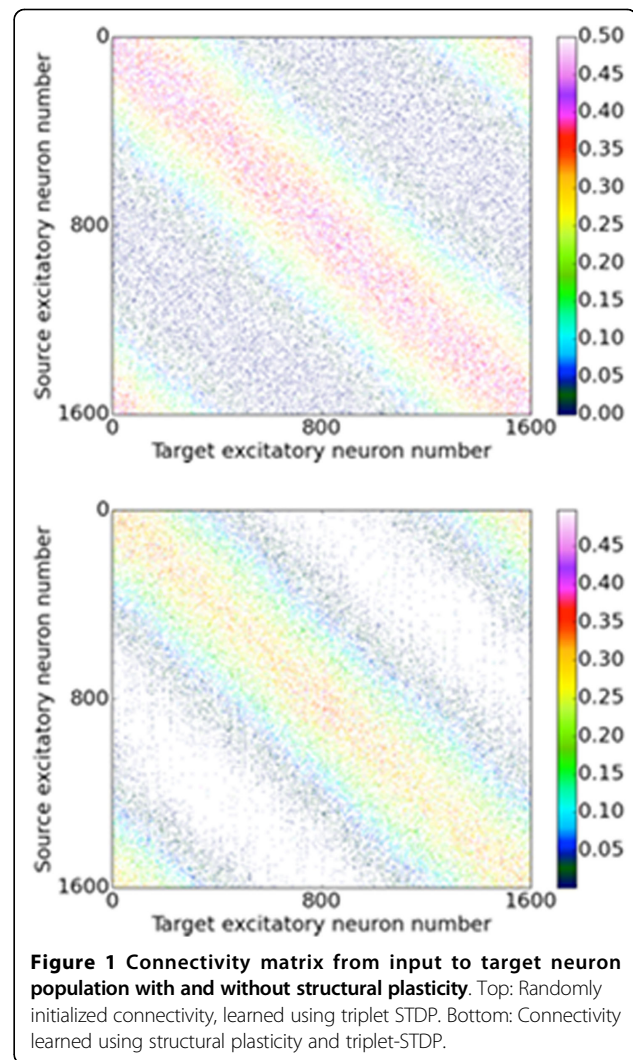 0
800
1600
Source excitatory neuron number
0 800 1600
Target excitatory neuron number
0.50
0.45
0.40
0.35
0.30
0.25
0.20
0.15
0.10
0.05
0.00
0
800
1600
Source excitatory neuron number
0 800 1600
Target excitatory neuron number
0.45
0.40
0.35
0.30
0.25
0.20
0.15
0.10
0.05
Figure 1 Connectivity matrix from input to target neuron
population with and without structural plasticity. Top: Randomly
initialized connectivity, learned using triplet STDP. Bottom: Connectivity
learned using structural plasticity and triplet-STDP.